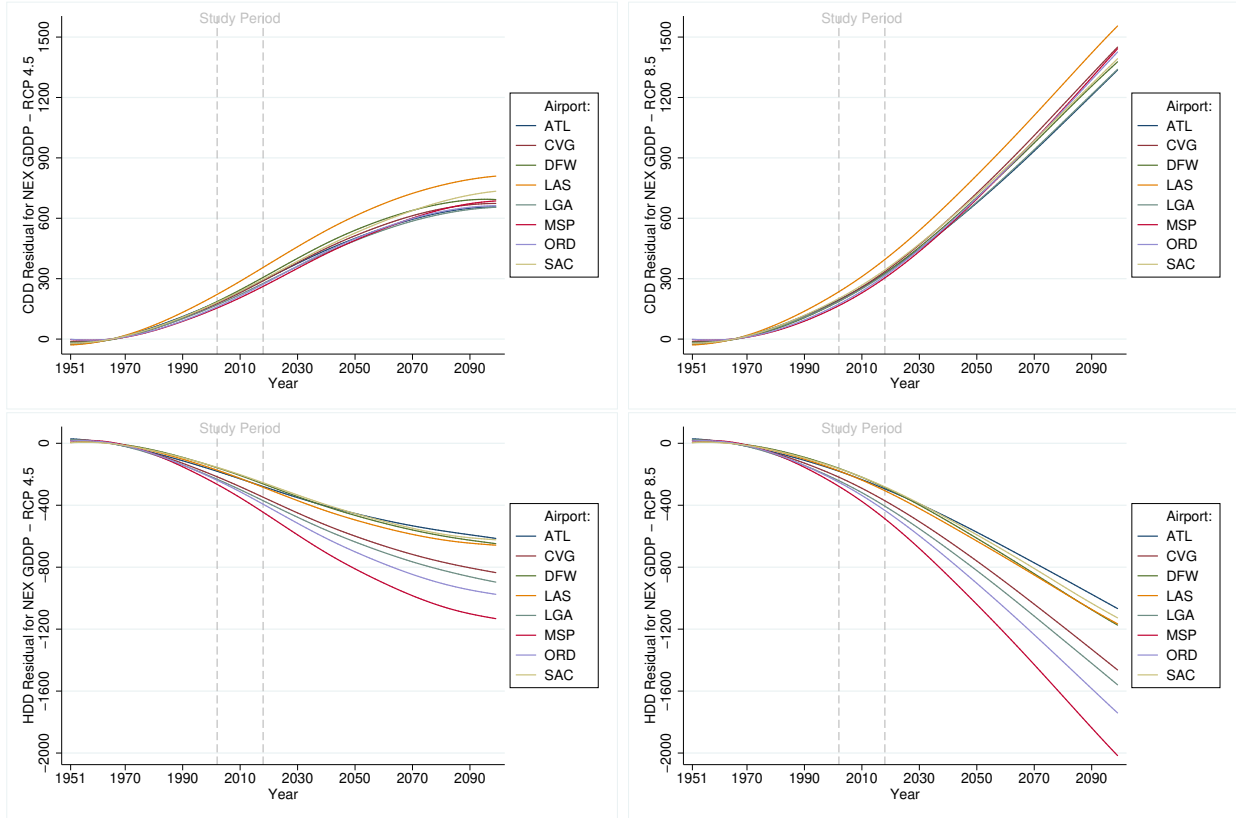 Study Period
CDD Residual for NEX GDDP − RCP 4.5
1500
1200
900
600
300
0
1951 1970 1990 2010 2030 2050 2070 2090
Year
Airport:
ATL
CVG
DFW
LAS
LGA
MSP
ORD
SAC
Study Period
CDD Residual for NEX GDDP − RCP 8.5
1500
1200
900
600
300
0
1951 1970 1990 2010 2030 2050 2070 2090
Year
Airport:
ATL
CVG
DFW
LAS
LGA
MSP
ORD
SAC
Study Period
HDD Residual for NEX GDDP − RCP 4.5
0
−400
−800
−1200
−1600
−2000
1951 1970 1990 2010 2030 2050 2070 2090
Year
Airport:
ATL
CVG
DFW
LAS
LGA
MSP
ORD
SAC
Study Period
HDD Residual for NEX GDDP − RCP 8.5
0
−400
−800
−1200
−1600
−2000
1951 1970 1990 2010 2030 2050 2070 2090
Year
Airport:
ATL
CVG
DFW
LAS
LGA
MSP
ORD
SAC